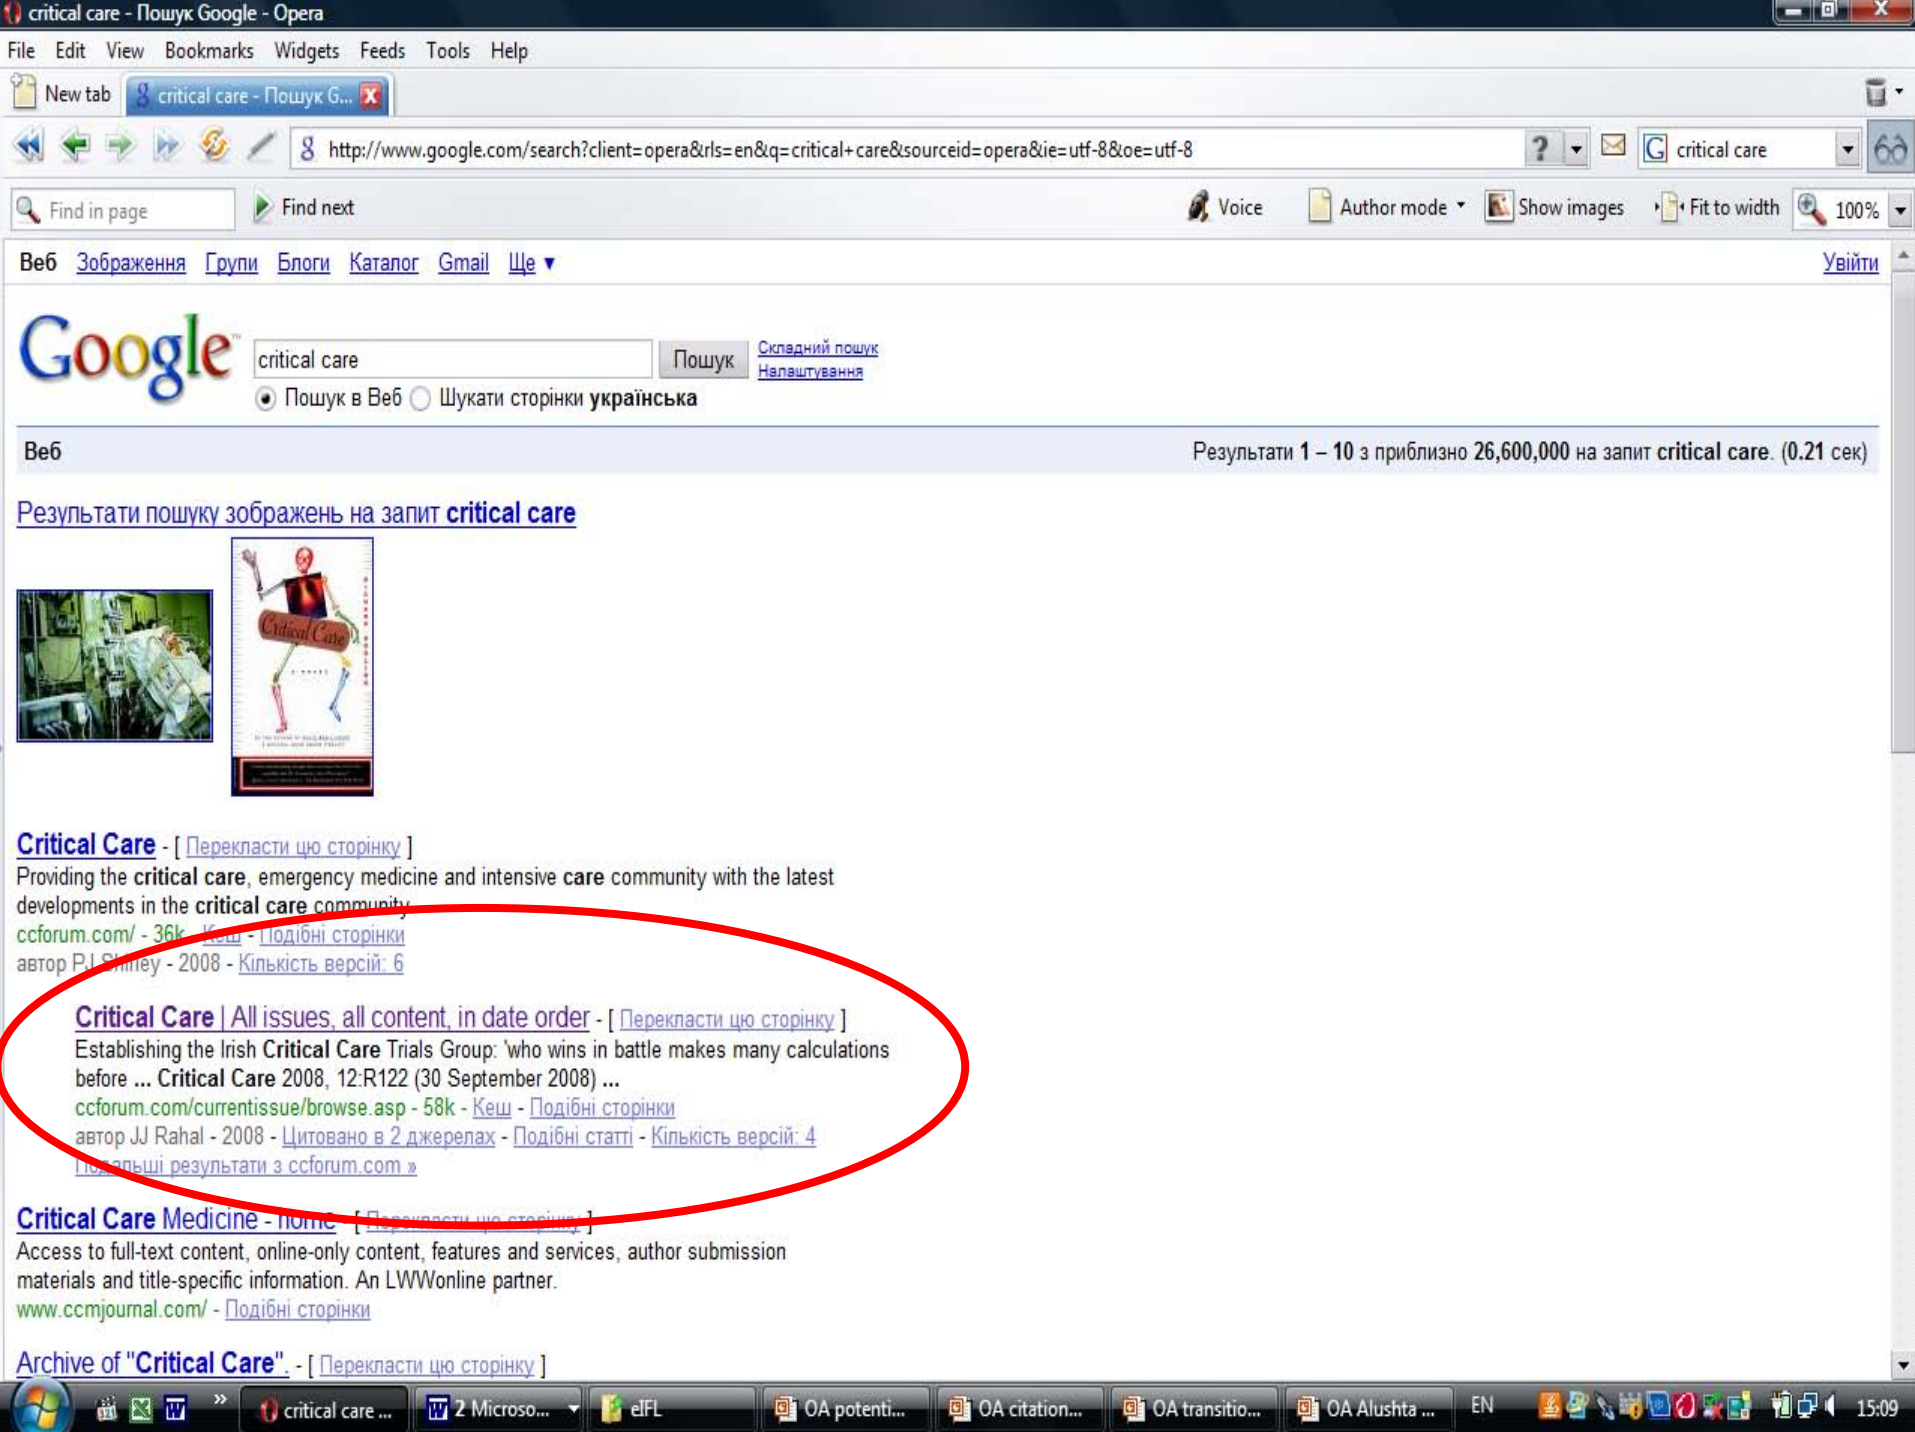 critical care - Пошук Google - Opera
File Edit View Bookmarks Widgets Feeds Tools Help
New tab critical care - Пошук G...
http://www.google.com/search?client=opera&rls=en&q=critical+care&sourceid=opera&ie=utf-8&oe=utf-8 critical care
Find in page Find next Voice Author mode Show images Fit to width 100%
Веб Зображення Групи Блоги Каталог Gmail Ще ▼ Увійти
Google™ critical care Пошук Складний пошук
Налаштування
Пошук в Веб Шукати сторінки українська
Веб Результати 1 – 10 з приблизно 26,600,000 на запит critical care. (0.21 сек)
Результати пошуку зображень на запит critical care
Critical Care
Critical Care - [ Перекласти цю сторінку ]
Providing the critical care, emergency medicine and intensive care community with the latest
developments in the critical care community
ccforum.com/ - 36k - Кеш - Подібні сторінки
автор PJ Shirley - 2008 - Кількість версій: 6
Critical Care | All issues, all content, in date order - [ Перекласти цю сторінку ]
Establishing the Irish Critical Care Trials Group: 'who wins in battle makes many calculations
before ... Critical Care 2008, 12:R122 (30 September 2008) ...
ccforum.com/currentissue/browse.asp - 58k - Кеш - Подібні сторінки
автор JJ Rahal - 2008 - Цитовано в 2 джерелах - Подібні статті - Кількість версій: 4
Подальші результати з ccforum.com »
Critical Care Medicine - home - [ Перекласти цю сторінку ]
Access to full-text content, online-only content, features and services, author submission
materials and title-specific information. An LWWonline partner.
www.ccmjournal.com/ - Подібні сторінки
Archive of "Critical Care". - [ Перекласти цю сторінку ]
critical care ... 2 Microso... eIFL OA potenti... OA citation... OA transitio... OA Alushta ... EN 15:09